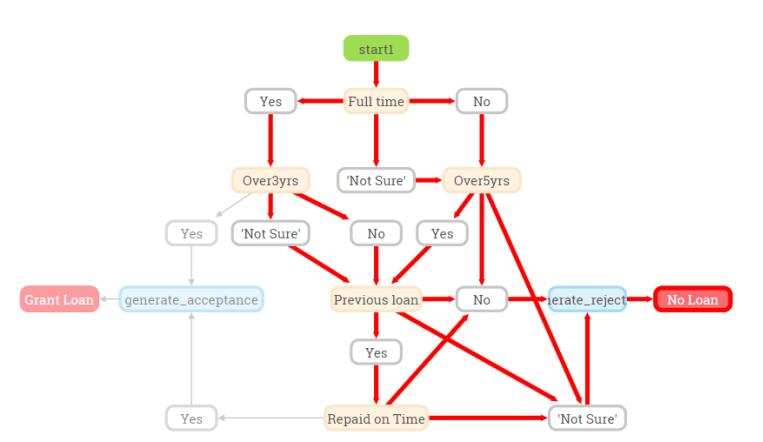 start1
Yes
Full time
No
Over3yrs
'Not Sure'
Over5yrs
Yes
'Not Sure'
No
Yes
Grant Loan
generate_acceptance
Previous loan
No
nerate_reject
No Loan
Yes
Yes
Repaid on Time
'Not Sure'